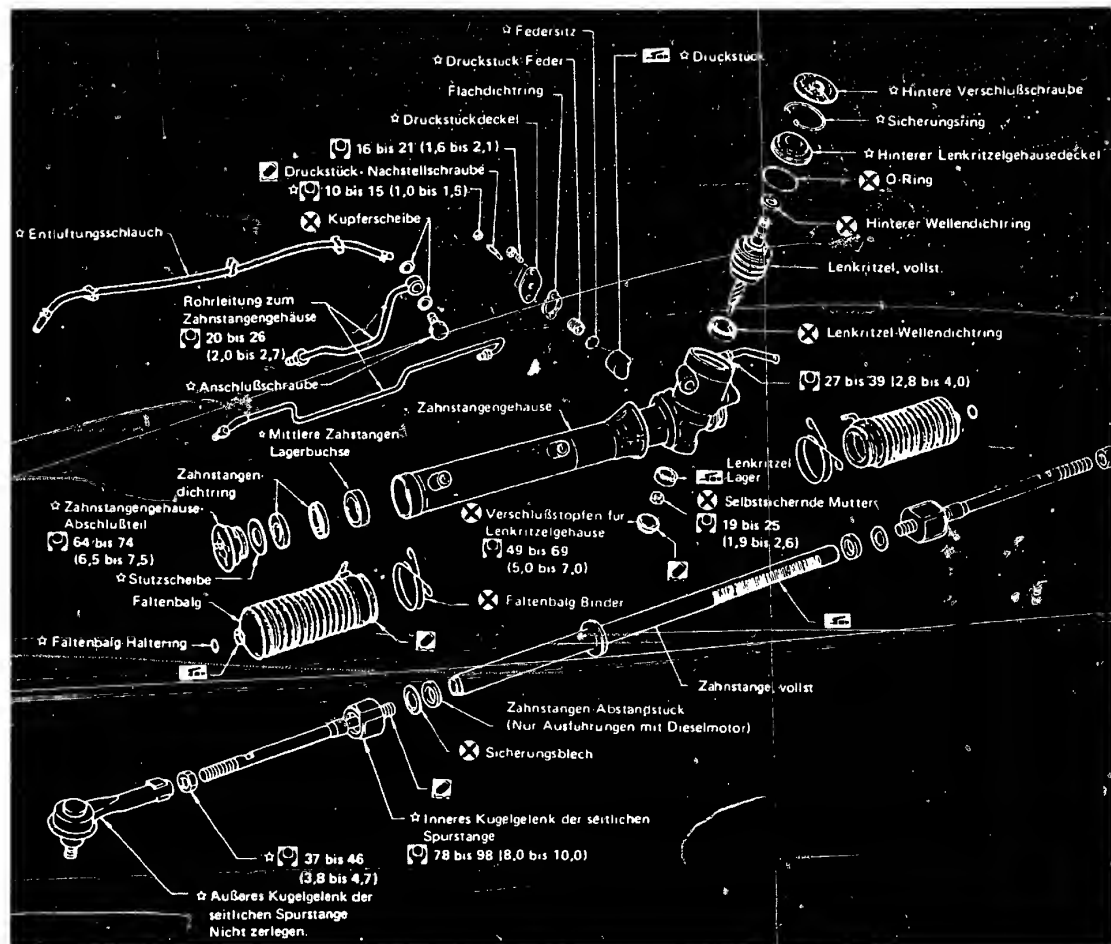 ☆ Federsitz
☆ Druckstück-Feder
☆ Druckstück
Flachdichtring
☆ Hintere Verschlußschraube
☆ Druckstückdeckel
☆ Sicherungsring
16 bis 21 (1,6 bis 2,1)
☆ Hinterer Lenkritzelgehäusedeckel
Druckstück-Nachstellschraube
☆ 10 bis 15 (1,0 bis 1,5)
O-Ring
Kupferscheibe
Hinterer Wellendichtring
☆ Entluftungsschlauch
Lenkritzel, vollst.
Rohrleitung zum
Zahnstangengehäuse
20 bis 26
(2,0 bis 2,7)
Lenkritzel-Wellendichtring
☆ Anschlußschraube
27 bis 39 (2,8 bis 4,0)
Zahnstangengehäuse
☆ Mittlere Zahstangen-
Lagerbuchse
Zahnstangen-
dichtring
Lenkritzel
Lager
☆ Zahnstangengehäuse-
Abschlußteil
64 bis 74
(6,5 bis 7,5)
Verschlußstopfen für
Lenkritzelgehäuse
49 bis 69
(5,0 bis 7,0)
Selbstsichernde Mutter
19 bis 25
(1,9 bis 2,6)
☆ Stutzscheibe
Faltenbalg
Faltenbalg Binder
☆ Faltenbalg-Haltering
Zahnstange, vollst
Zahnstangen-Abstandstück
(Nur Ausführungen mit Dieselmotor)
Sicherungsblech
☆ Inneres Kugelgelenk der seitlichen
Spurstange
78 bis 98 (8,0 bis 10,0)
☆ 37 bis 46
(3,8 bis 4,7)
☆ Äußeres Kugelgelenk der
seitlichen Spurstange
Nicht zerlegen.